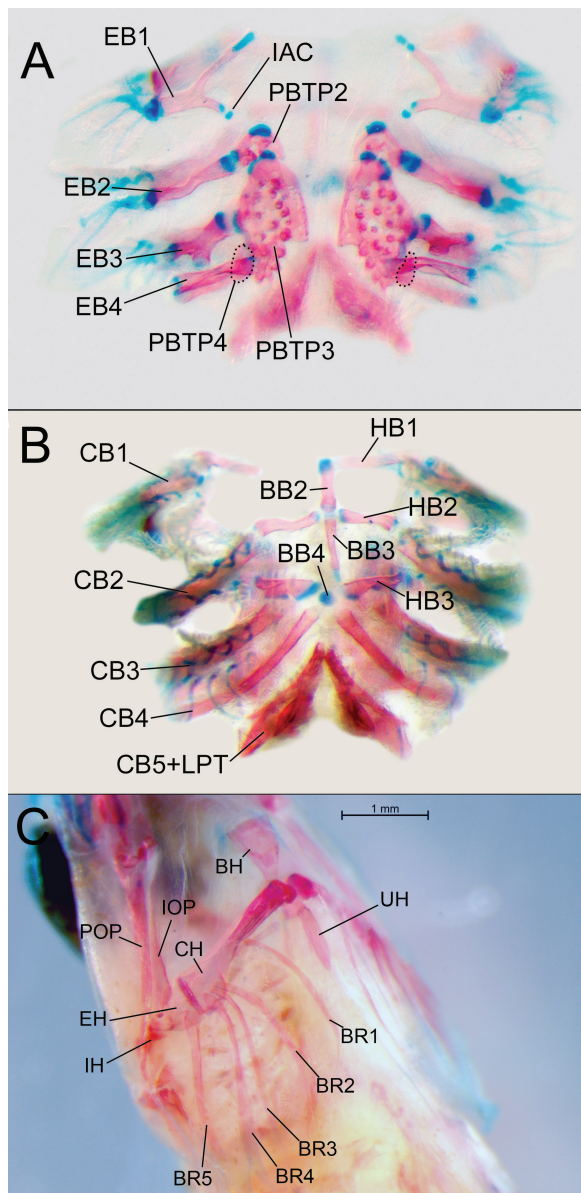 A
EB1
IAC
PBTP2
EB2
EB3
EB4
PBTP4
PBTP3
B
HB1
CB1
BB2
HB2
BB4
BB3
CB2
HB3
CB3
CB4
CB5+LPT
C
1 mm
BH
UH
IOP
POP
CH
EH
BR1
IH
BR2
BR3
BR4
BR5